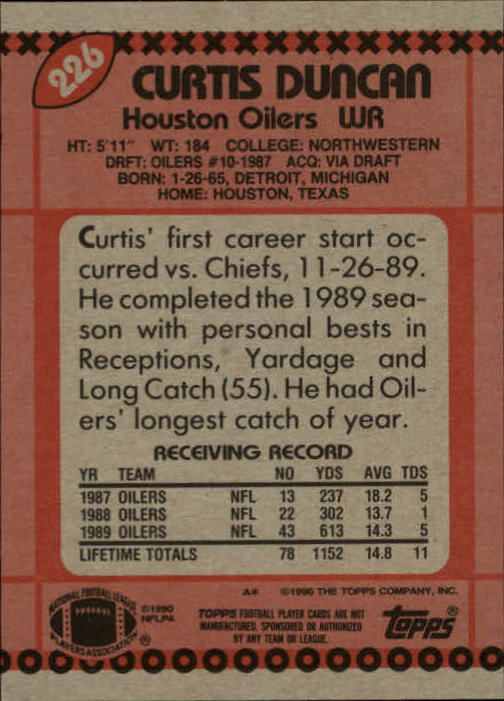 226
CURTIS DUNCAN
Houston Oilers WR
HT: 5'11" WT: 184 COLLEGE: NORTHWESTERN
DRFT: OILERS #10-1987 ACQ: VIA DRAFT
BORN: 1-26-65, DETROIT, MICHIGAN
HOME: HOUSTON, TEXAS
Curtis' first career start oc-
curred vs. Chiefs, 11-26-89.
He completed the 1989 sea-
son with personal bests in
Receptions, Yardage and
Long Catch (55). He had Oil-
ers' longest catch of year.
RECEIVING RECORD
YR TEAM NO YDS AVG TDS
1987 OILERS NFL 13 237 18.2 5
1988 OILERS NFL 22 302 13.7 1
1989 OILERS NFL 43 613 14.3 5
LIFETIME TOTALS 78 1152 14.8 11
A* ©1990 THE TOPPS COMPANY, INC.
NATIONAL FOOTBALL LEAGUE
PLAYERS ASSOCIATION ®
©1990
NFLPA
TOPPS FOOTBALL PLAYER CARDS ARE NOT
MANUFACTURED, SPONSORED OR AUTHORIZED
BY ANY TEAM OR LEAGUE.
Topps®